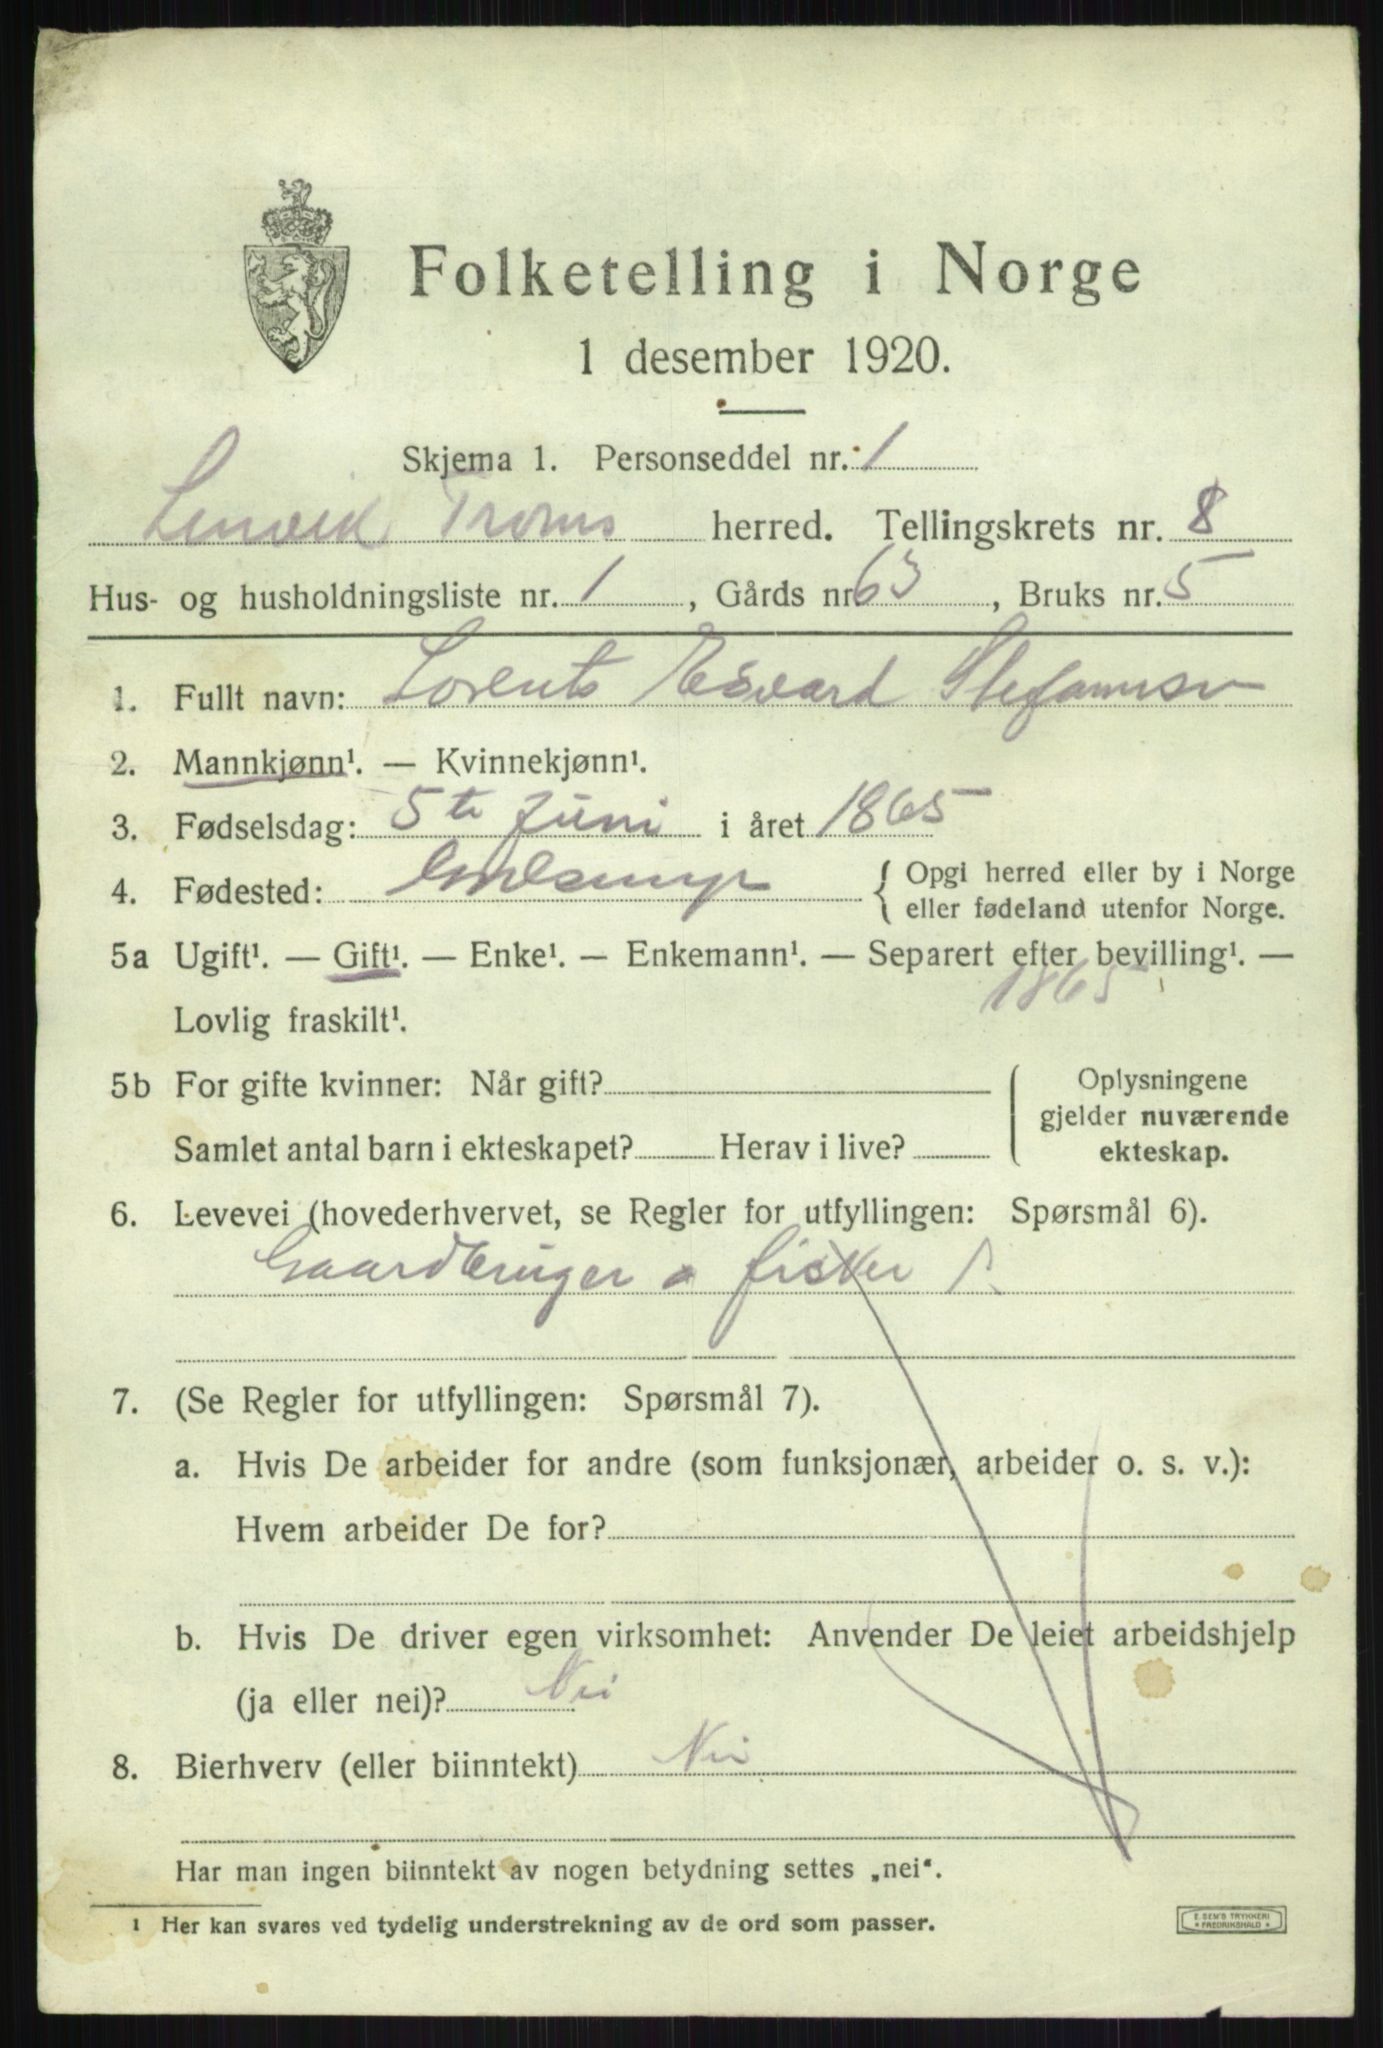 Folketelling i Norge
1 desember 1920.
Skjema 1. Personseddel nr. 1
Lenvik Troms herred. Tellingskrets nr. 8
Hus- og husholdningsliste nr. 1, Gårds nr. 63, Bruks nr. 5
1. Fullt navn: Lorents Edvard Stefanusen
2. Mannkjønn¹. — Kvinnekjønn¹.
3. Fødselsdag: 5te Juni i året 1865
4. Fødested: { Opgi herred eller by i Norge
eller fødeland utenfor Norge.
5a Ugift¹. — Gift¹. — Enke¹. — Enkemann¹. — Separert efter bevilling¹. —
1865
Lovlig fraskilt¹.
5b For gifte kvinner: Når gift?
Samlet antal barn i ekteskapet? Herav i live?
Oplysningene
gjelder nuværende
ekteskap.
6. Levevei (hovederhvervet, se Regler for utfyllingen: Spørsmål 6).
Gaardbruger o fisker
7. (Se Regler for utfyllingen: Spørsmål 7).
a. Hvis De arbeider for andre (som funksjonær, arbeider o. s. v.):
Hvem arbeider De for?
b. Hvis De driver egen virksomhet: Anvender De leiet arbeidshjelp
(ja eller nei)? Nei
8. Bierhverv (eller biinntekt) Nei
Har man ingen biinntekt av nogen betydning settes „nei“.
1 Her kan svares ved tydelig understrekning av de ord som passer.
E. SEM'S TRYKKERI
* FREDRIKSHALD *